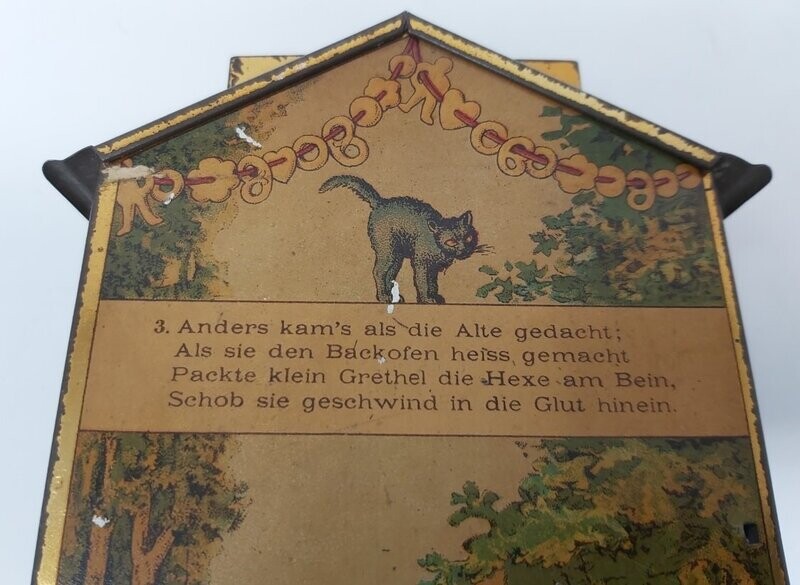 3. Anders kam's als die Alte gedacht;
Als sie den Backofen heiss gemacht
Packte klein Grethel die Hexe am Bein,
Schob sie geschwind in die Glut hinein.